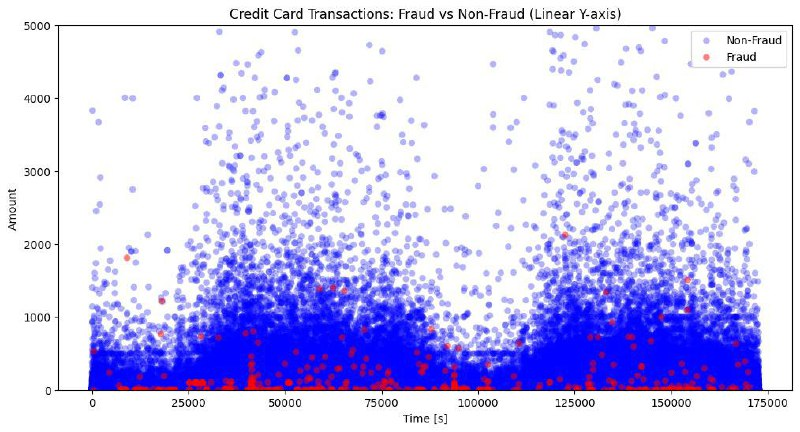 Credit Card Transactions: Fraud vs Non-Fraud (Linear Y-axis)
Non-Fraud
Fraud
5000
4000
3000
2000
1000
0
Amount
0 25000 50000 75000 100000 125000 150000 175000
Time [s]